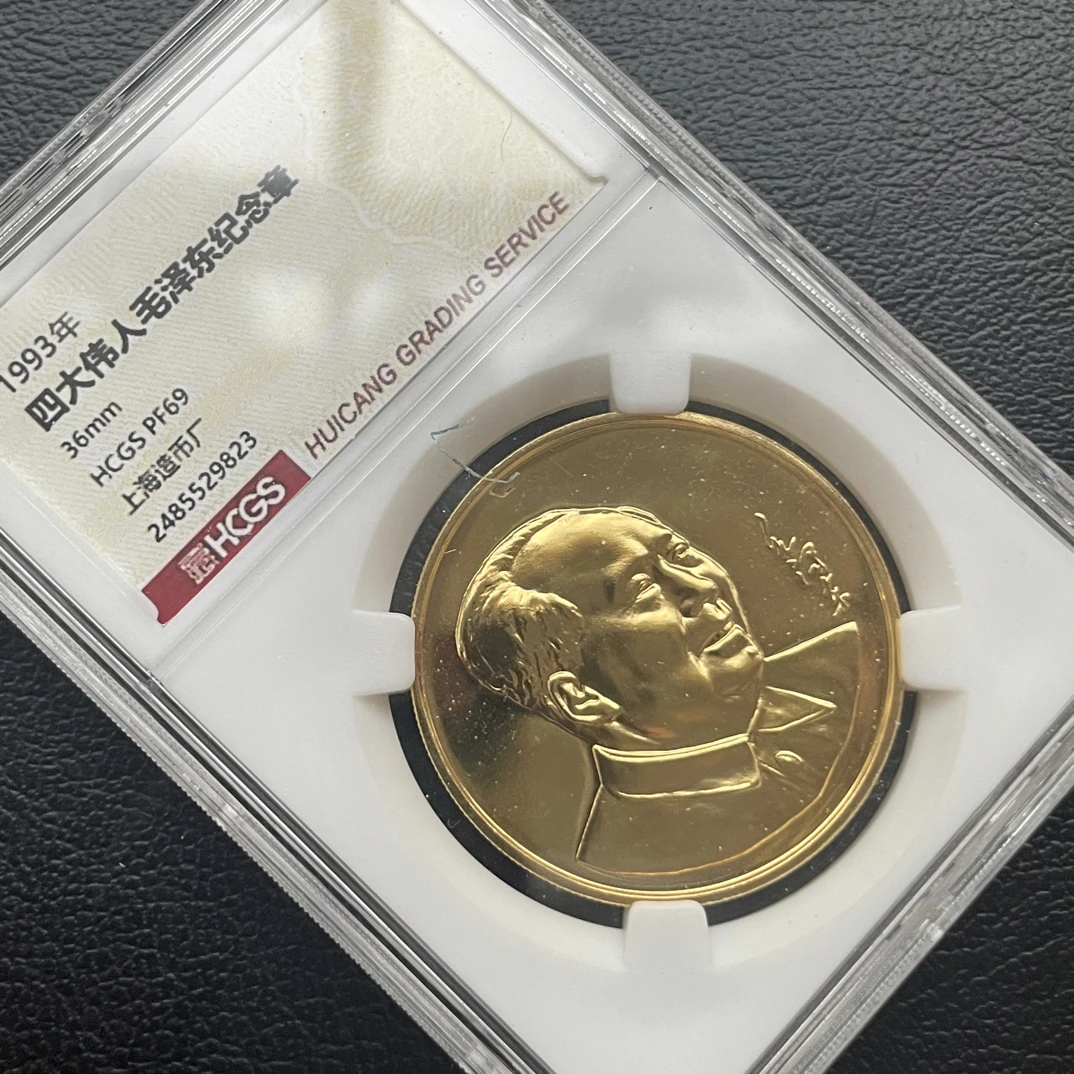 1993年
四大伟人毛泽东纪念章
36mm
HCGS PF69
上海造币厂
2485529823
HCGS
HUICANG GRADING SERVICE